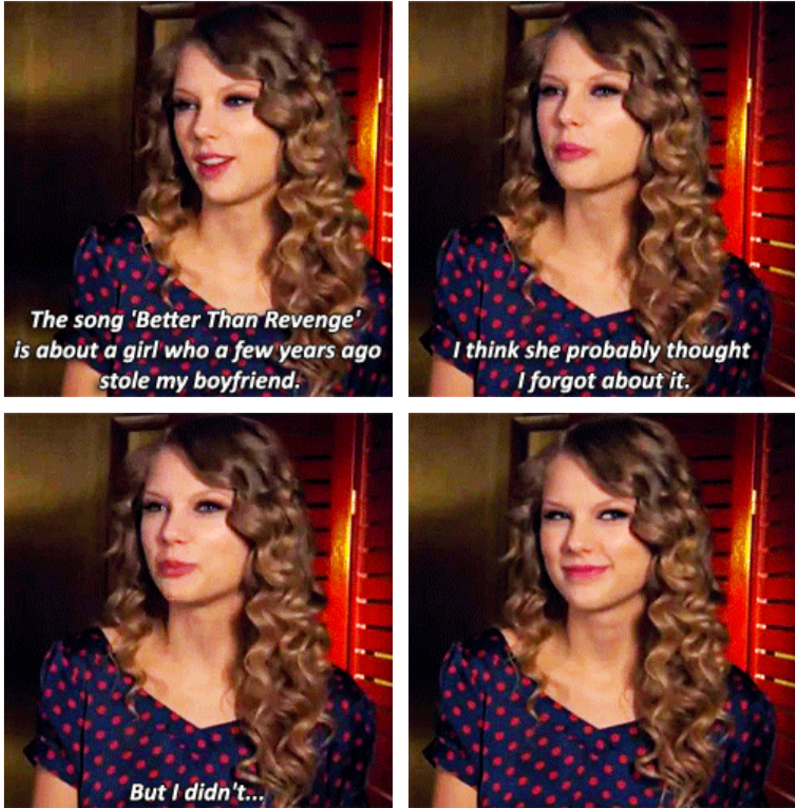 The song 'Better Than Revenge'
is about a girl who a few years ago
stole my boyfriend.
I think she probably thought
I forgot about it.
But I didn't...